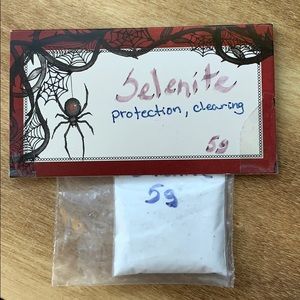 Selenite
protection, clearing
5g
5g